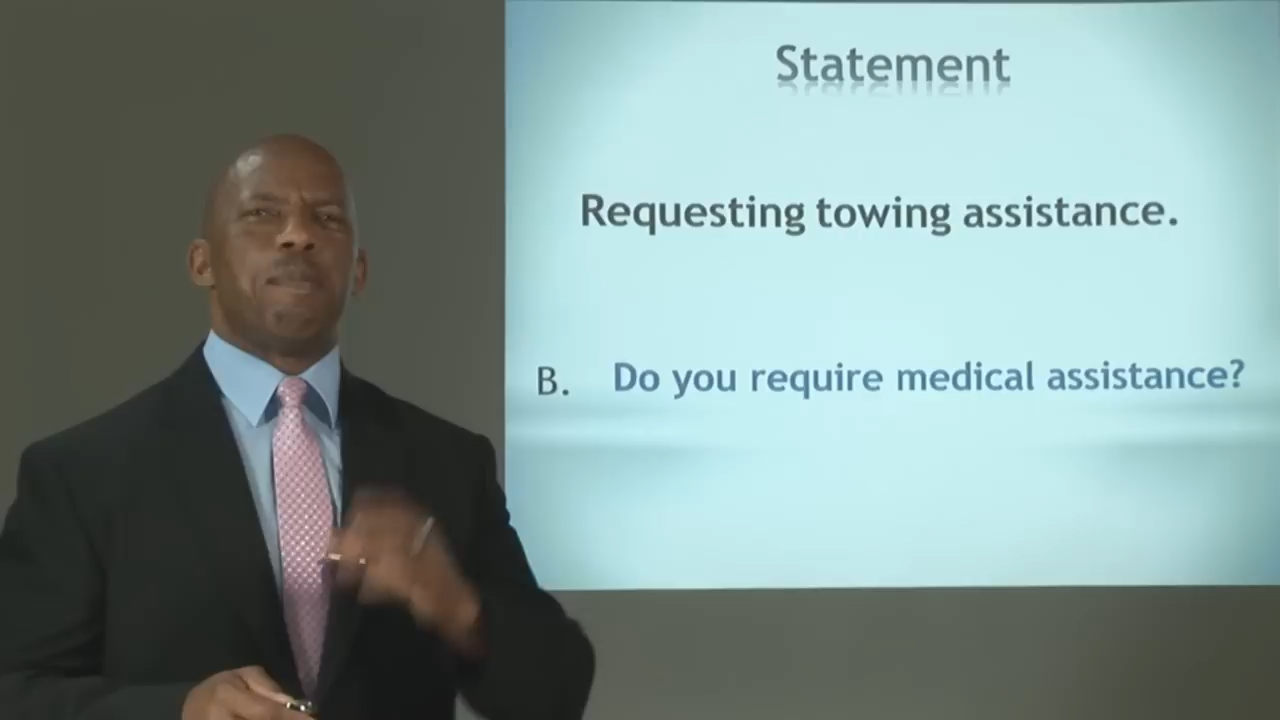 Statement
Requesting towing assistance.
B. Do you require medical assistance?